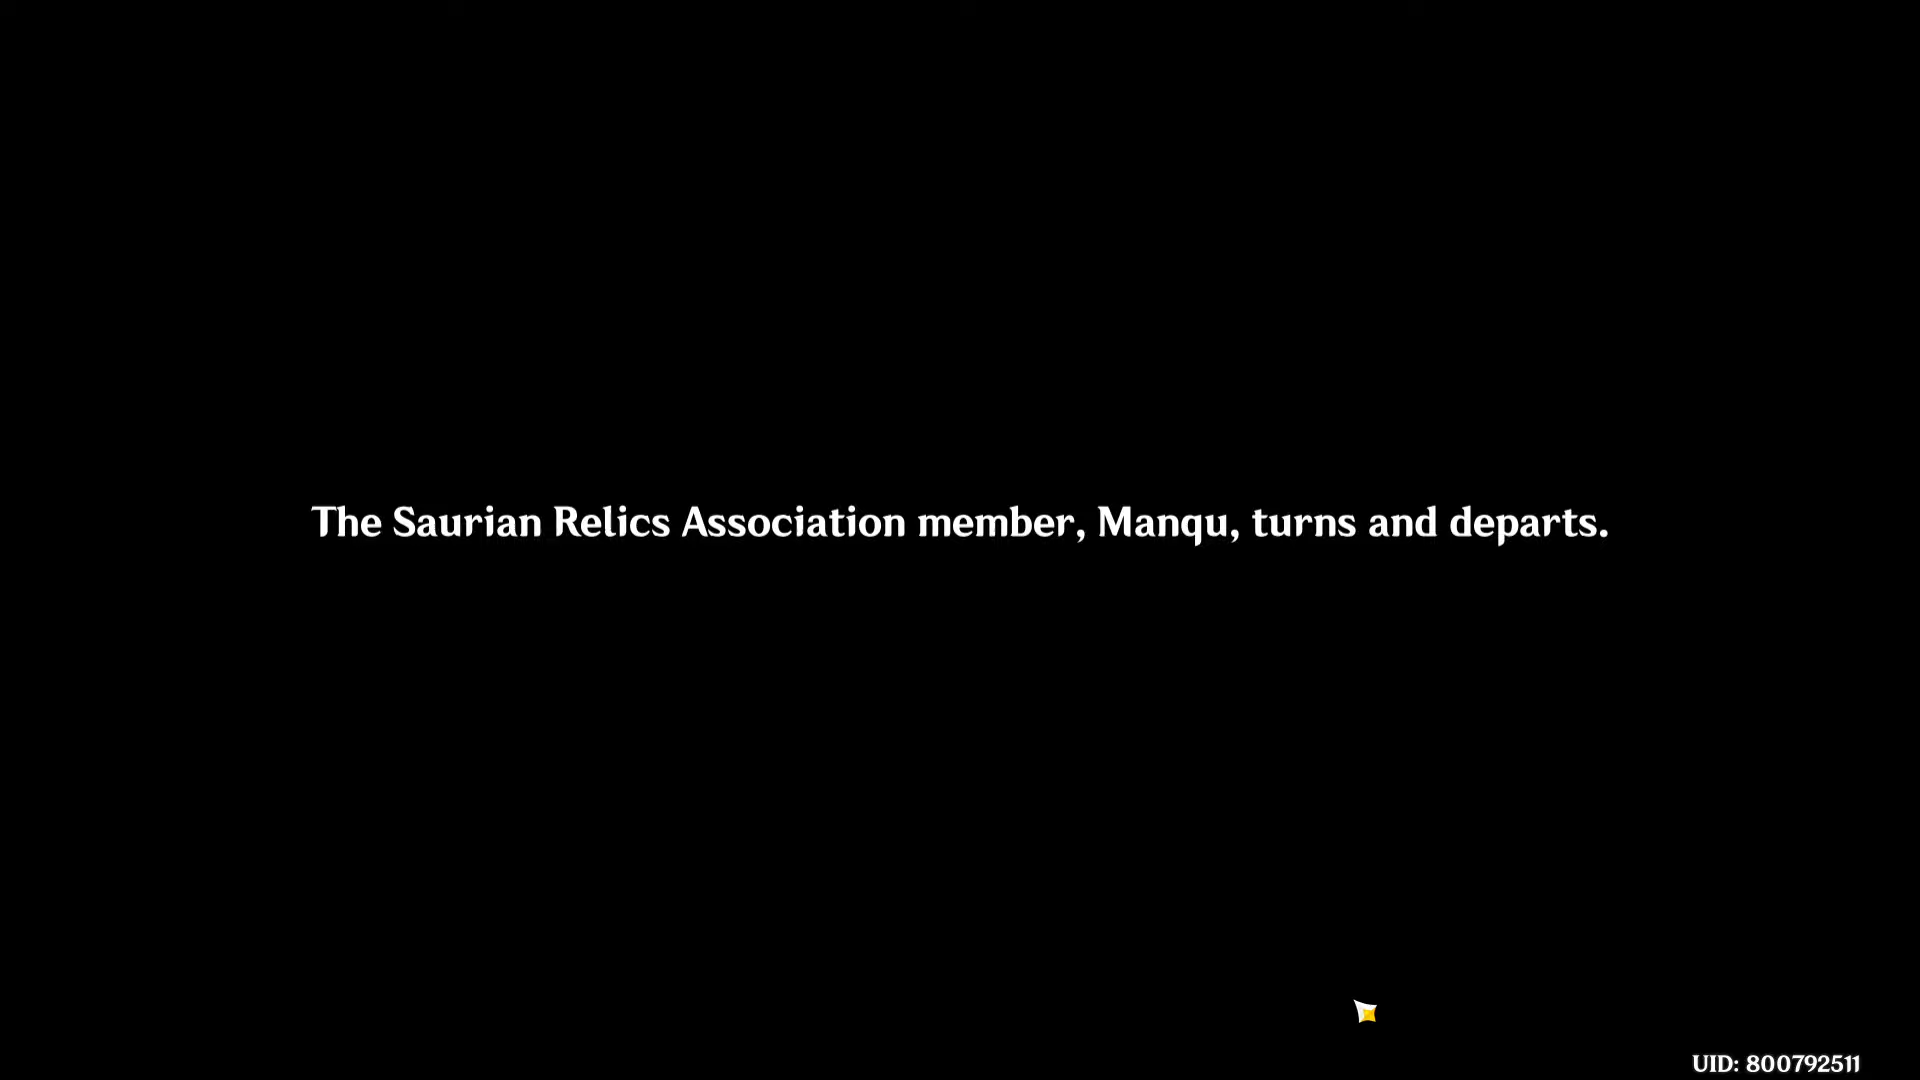 The Saurian Relics Association member, Manqu, turns and departs.
UID: 800792511